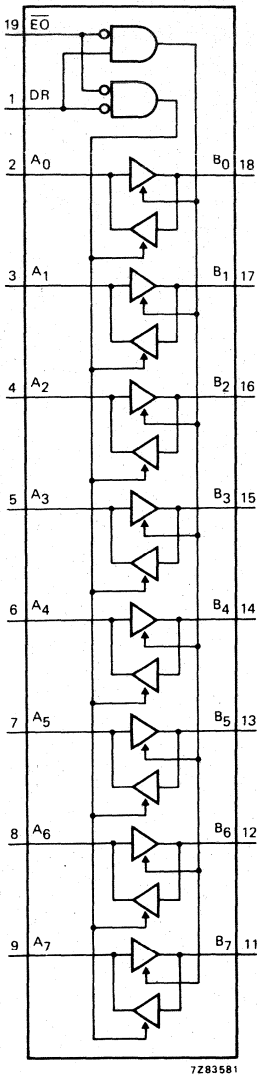 19 E̅O̅
1 DR
2 A₀ B₀ 18
3 A₁ B₁ 17
4 A₂ B₂ 16
5 A₃ B₃ 15
6 A₄ B₄ 14
7 A₅ B₅ 13
8 A₆ B₆ 12
9 A₇ B₇ 11
7Z83581